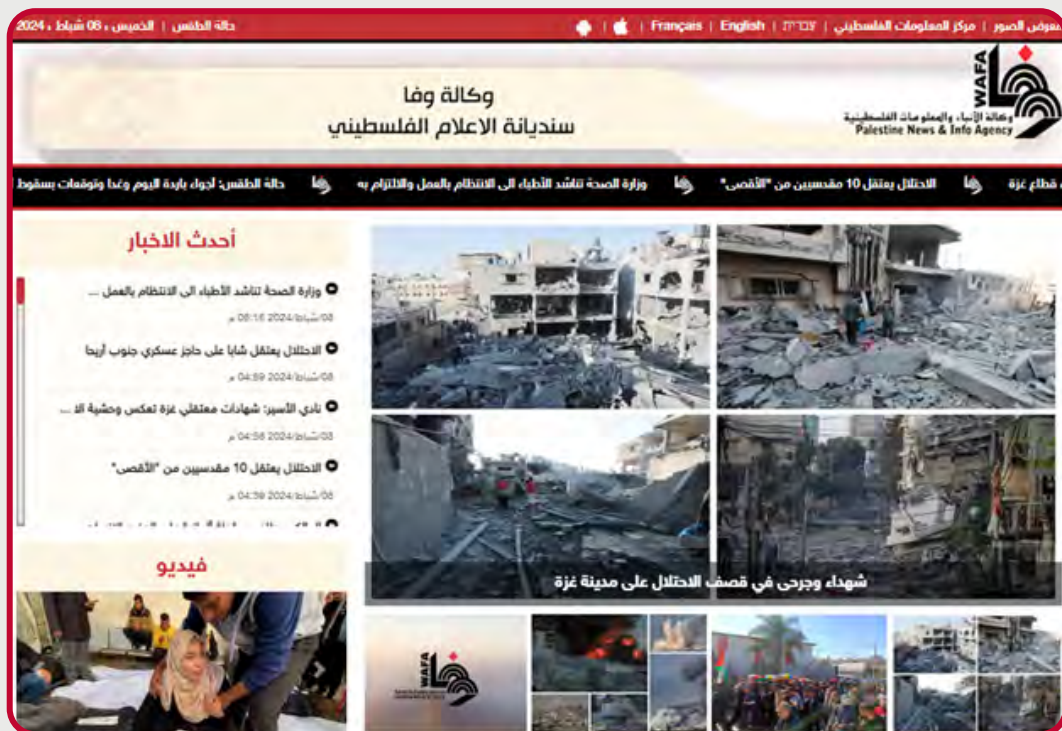 معرض الصور | مركز المعلومات الفلسطيني | עברית | English | Français
حالة الطقس | الخميس ، 08 شباط ، 2024
WAFA
وكالة الأنباء والمعلومات الفلسطينية
Palestine News & Info Agency
وكالة وفا
سنديانة الاعلام الفلسطيني
قطاع غزة
الاحتلال يعتقل 10 مقدسيين من "الأقصى"
وزارة الصحة تناشد الأطباء الى الانتظام بالعمل والالتزام به
حالة الطقس: أجواء باردة اليوم وغدا وتوقعات بسقوط
أحدث الاخبار
وزارة الصحة تناشد الأطباء الى الانتظام بالعمل ...
08/شباط/2024 06:16 م
الاحتلال يعتقل شابا على حاجز عسكري جنوب أريحا
08/شباط/2024 04:59 م
نادي الأسير: شهادات معتقلي غزة تعكس وحشية الا ...
08/شباط/2024 04:56 م
الاحتلال يعتقل 10 مقدسيين من "الأقصى"
08/شباط/2024 04:39 م
شهداء وجرحى في قصف الاحتلال على مدينة غزة
فيديو
WAFA